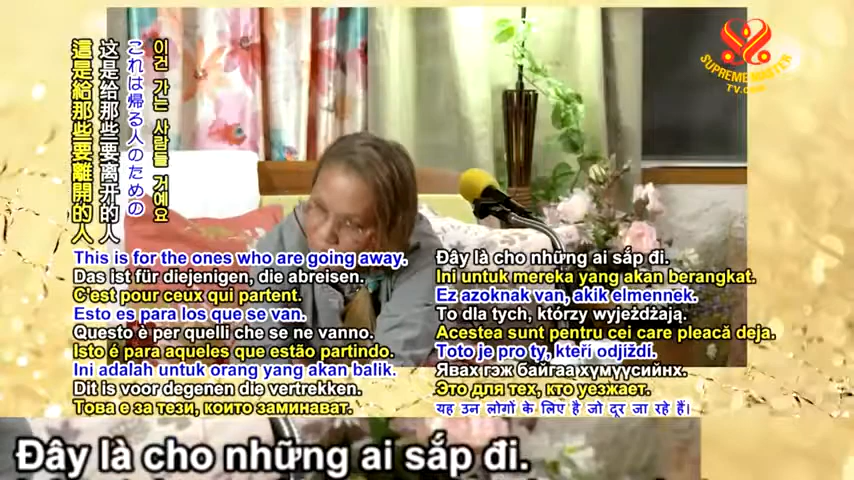 이건 가는 사람들 거예요
これは帰る人のための
这是给那些要离开的人
這是給那些要離開的人
SUPREME MASTER
TV.com
This is for the ones who are going away.
Das ist für diejenigen, die abreisen.
C'est pour ceux qui partent.
Esto es para los que se van.
Questo è per quelli che se ne vanno.
Isto é para aqueles que estão partindo.
Ini adalah untuk orang yang akan balik.
Dit is voor degenen die vertrekken.
Това е за тези, които заминават.
Đây là cho những ai sắp đi.
Ini untuk mereka yang akan berangkat.
Ez azoknak van, akik elmennek.
To dla tych, którzy wyjeżdżają.
Acestea sunt pentru cei care pleacă deja.
Toto je pro ty, kteří odjíždí.
Явах гэж байгаа хүмүүсийнх.
Это для тех, кто уезжает.
यह उन लोगों के लिए है जो दूर जा रहे हैं।
Đây là cho những ai sắp đi.